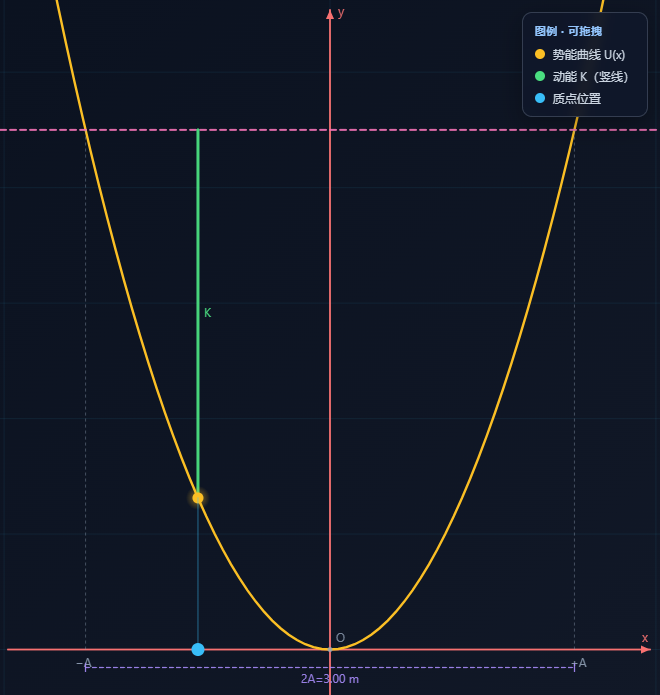 y
图例 · 可拖拽
势能曲线 U(x)
动能 K（竖线）
质点位置
K
O
x
−A
+A
2A=3.00 m